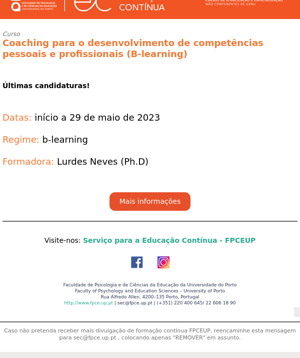 CONTÍNUA
Curso
Coaching para o desenvolvimento de competências
pessoais e profissionais (B-learning)
Últimas candidaturas!
Datas: início a 29 de maio de 2023
Regime: b-learning
Formadora: Lurdes Neves (Ph.D)
Mais informações
Visite-nos: Serviço para a Educação Contínua - FPCEUP
Faculdade de Psicologia e de Ciências da Educação da Universidade do Porto
Faculty of Psychology and Education Sciences - University of Porto
Rua Alfredo Allen, 4200-135 Porto, Portugal
http://www.fpce.up.pt | sec@fpce.up.pt | (+351) 220 400 645/ 22 606 18 90
Caso não pretenda receber mais divulgação de formação contínua FPCEUP, reencaminhe esta mensagem
para sec@fpce.up.pt , colocando apenas "REMOVER" em assunto.